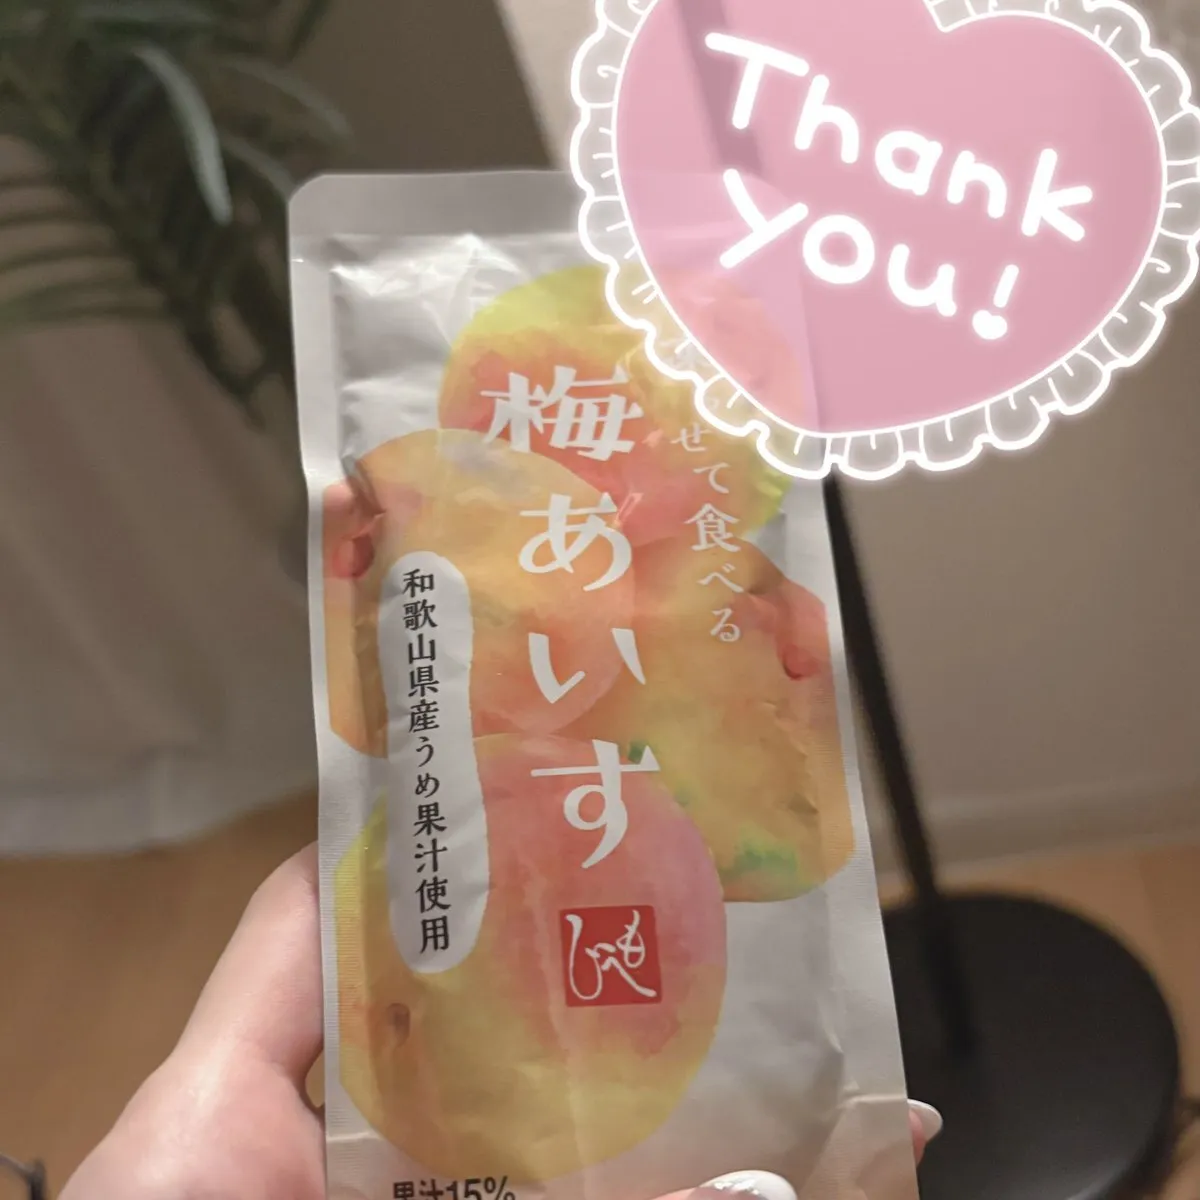 Thank
you!
せて食べる
梅あいす
和歌山県産うめ果汁使用
もへじ
果汁15%